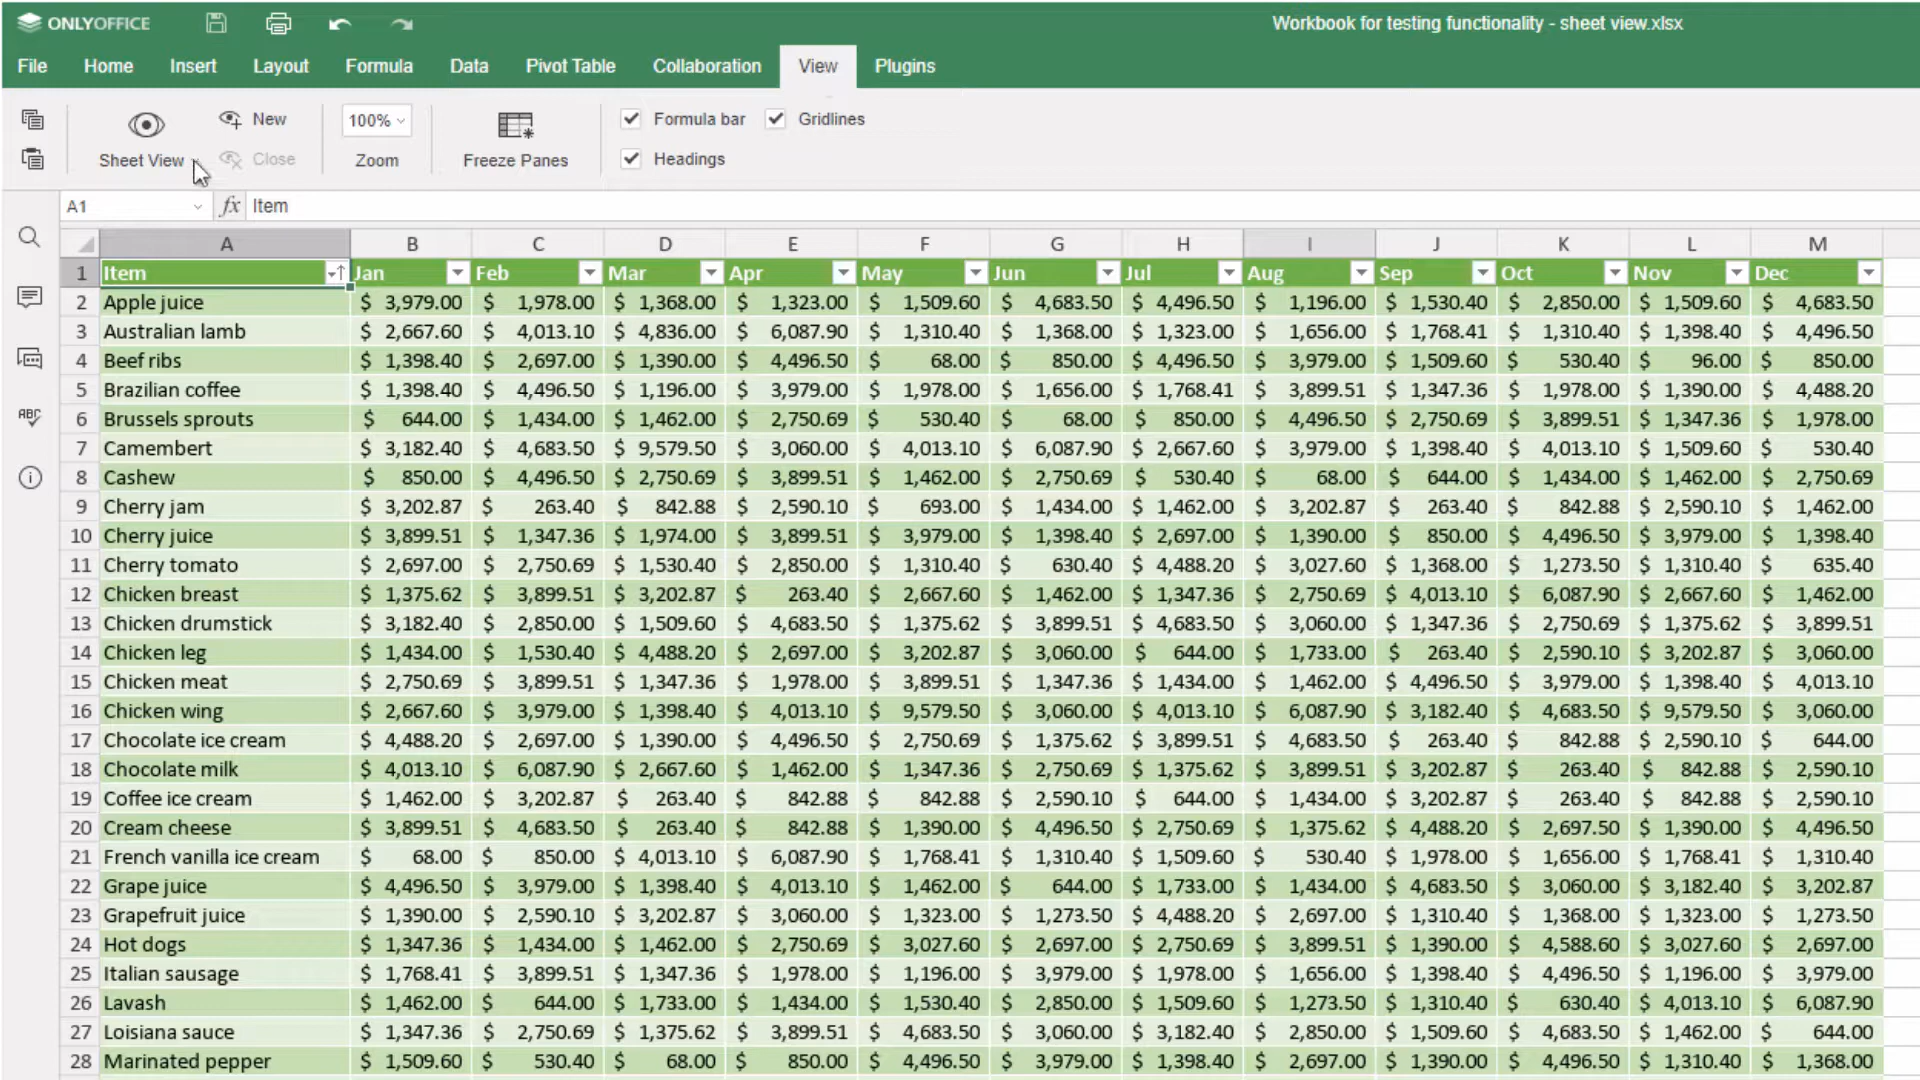 ONLYOFFICE Workbook for testing functionality - sheet view.xlsx
File Home Insert Layout Formula Data Pivot Table Collaboration View Plugins
New 100% Formula bar Gridlines
Sheet View Close Zoom Freeze Panes Headings
A1 fx Item
A B C D E F G H I J K L M
1 Item Jan Feb Mar Apr May Jun Jul Aug Sep Oct Nov Dec
2 Apple juice $ 3,979.00 $ 1,978.00 $ 1,368.00 $ 1,323.00 $ 1,509.60 $ 4,683.50 $ 4,496.50 $ 1,196.00 $ 1,530.40 $ 2,850.00 $ 1,509.60 $ 4,683.50
3 Australian lamb $ 2,667.60 $ 4,013.10 $ 4,836.00 $ 6,087.90 $ 1,310.40 $ 1,368.00 $ 1,323.00 $ 1,656.00 $ 1,768.41 $ 1,310.40 $ 1,398.40 $ 4,496.50
ABC
4 Beef ribs $ 1,398.40 $ 2,697.00 $ 1,390.00 $ 4,496.50 $ 68.00 $ 850.00 $ 4,496.50 $ 3,979.00 $ 1,509.60 $ 530.40 $ 96.00 $ 850.00
5 Brazilian coffee $ 1,398.40 $ 4,496.50 $ 1,196.00 $ 3,979.00 $ 1,978.00 $ 1,656.00 $ 1,768.41 $ 3,899.51 $ 1,347.36 $ 1,978.00 $ 1,390.00 $ 4,488.20
6 Brussels sprouts $ 644.00 $ 1,434.00 $ 1,462.00 $ 2,750.69 $ 530.40 $ 68.00 $ 850.00 $ 4,496.50 $ 2,750.69 $ 3,899.51 $ 1,347.36 $ 1,978.00
7 Camembert $ 3,182.40 $ 4,683.50 $ 9,579.50 $ 3,060.00 $ 4,013.10 $ 6,087.90 $ 2,667.60 $ 3,979.00 $ 1,398.40 $ 4,013.10 $ 1,509.60 $ 530.40
8 Cashew $ 850.00 $ 4,496.50 $ 2,750.69 $ 3,899.51 $ 1,462.00 $ 2,750.69 $ 530.40 $ 68.00 $ 644.00 $ 1,434.00 $ 1,462.00 $ 2,750.69
9 Cherry jam $ 3,202.87 $ 263.40 $ 842.88 $ 2,590.10 $ 693.00 $ 1,434.00 $ 1,462.00 $ 3,202.87 $ 263.40 $ 842.88 $ 2,590.10 $ 1,462.00
10 Cherry juice $ 3,899.51 $ 1,347.36 $ 1,974.00 $ 3,899.51 $ 3,979.00 $ 1,398.40 $ 2,697.00 $ 1,390.00 $ 850.00 $ 4,496.50 $ 3,979.00 $ 1,398.40
11 Cherry tomato $ 2,697.00 $ 2,750.69 $ 1,530.40 $ 2,850.00 $ 1,310.40 $ 630.40 $ 4,488.20 $ 3,027.60 $ 1,368.00 $ 1,273.50 $ 1,310.40 $ 635.40
12 Chicken breast $ 1,375.62 $ 3,899.51 $ 3,202.87 $ 263.40 $ 2,667.60 $ 1,462.00 $ 1,347.36 $ 2,750.69 $ 4,013.10 $ 6,087.90 $ 2,667.60 $ 1,462.00
13 Chicken drumstick $ 3,182.40 $ 2,850.00 $ 1,509.60 $ 4,683.50 $ 1,375.62 $ 3,899.51 $ 4,683.50 $ 3,060.00 $ 1,347.36 $ 2,750.69 $ 1,375.62 $ 3,899.51
14 Chicken leg $ 1,434.00 $ 1,530.40 $ 4,488.20 $ 2,697.00 $ 3,202.87 $ 3,060.00 $ 644.00 $ 1,733.00 $ 263.40 $ 2,590.10 $ 3,202.87 $ 3,060.00
15 Chicken meat $ 2,750.69 $ 3,899.51 $ 1,347.36 $ 1,978.00 $ 3,899.51 $ 1,347.36 $ 1,434.00 $ 1,462.00 $ 4,496.50 $ 3,979.00 $ 1,398.40 $ 4,013.10
16 Chicken wing $ 2,667.60 $ 3,979.00 $ 1,398.40 $ 4,013.10 $ 9,579.50 $ 3,060.00 $ 4,013.10 $ 6,087.90 $ 3,182.40 $ 4,683.50 $ 9,579.50 $ 3,060.00
17 Chocolate ice cream $ 4,488.20 $ 2,697.00 $ 1,390.00 $ 4,496.50 $ 2,750.69 $ 1,375.62 $ 3,899.51 $ 4,683.50 $ 263.40 $ 842.88 $ 2,590.10 $ 644.00
18 Chocolate milk $ 4,013.10 $ 6,087.90 $ 2,667.60 $ 1,462.00 $ 1,347.36 $ 2,750.69 $ 1,375.62 $ 3,899.51 $ 3,202.87 $ 263.40 $ 842.88 $ 2,590.10
19 Coffee ice cream $ 1,462.00 $ 3,202.87 $ 263.40 $ 842.88 $ 842.88 $ 2,590.10 $ 644.00 $ 1,434.00 $ 3,202.87 $ 263.40 $ 842.88 $ 2,590.10
20 Cream cheese $ 3,899.51 $ 4,683.50 $ 263.40 $ 842.88 $ 1,390.00 $ 4,496.50 $ 2,750.69 $ 1,375.62 $ 4,488.20 $ 2,697.50 $ 1,390.00 $ 4,496.50
21 French vanilla ice cream $ 68.00 $ 850.00 $ 4,013.10 $ 6,087.90 $ 1,768.41 $ 1,310.40 $ 1,509.60 $ 530.40 $ 1,978.00 $ 1,656.00 $ 1,768.41 $ 1,310.40
22 Grape juice $ 4,496.50 $ 3,979.00 $ 1,398.40 $ 4,013.10 $ 1,462.00 $ 644.00 $ 1,733.00 $ 1,434.00 $ 4,683.50 $ 3,060.00 $ 3,182.40 $ 3,202.87
23 Grapefruit juice $ 1,390.00 $ 2,590.10 $ 3,202.87 $ 3,060.00 $ 1,323.00 $ 1,273.50 $ 4,488.20 $ 2,697.00 $ 1,310.40 $ 1,368.00 $ 1,323.00 $ 1,273.50
24 Hot dogs $ 1,347.36 $ 1,434.00 $ 1,462.00 $ 2,750.69 $ 3,027.60 $ 2,697.00 $ 2,750.69 $ 3,899.51 $ 1,390.00 $ 4,588.60 $ 3,027.60 $ 2,697.00
25 Italian sausage $ 1,768.41 $ 3,899.51 $ 1,347.36 $ 1,978.00 $ 1,196.00 $ 3,979.00 $ 1,978.00 $ 1,656.00 $ 1,398.40 $ 4,496.50 $ 1,196.00 $ 3,979.00
26 Lavash $ 1,462.00 $ 644.00 $ 1,733.00 $ 1,434.00 $ 1,530.40 $ 2,850.00 $ 1,509.60 $ 1,273.50 $ 1,310.40 $ 630.40 $ 4,013.10 $ 6,087.90
27 Loisiana sauce $ 1,347.36 $ 2,750.69 $ 1,375.62 $ 3,899.51 $ 4,683.50 $ 3,060.00 $ 3,182.40 $ 2,850.00 $ 1,509.60 $ 4,683.50 $ 1,462.00 $ 644.00
28 Marinated pepper $ 1,509.60 $ 530.40 $ 68.00 $ 850.00 $ 4,496.50 $ 3,979.00 $ 1,398.40 $ 2,697.00 $ 1,390.00 $ 4,496.50 $ 1,310.40 $ 1,368.00